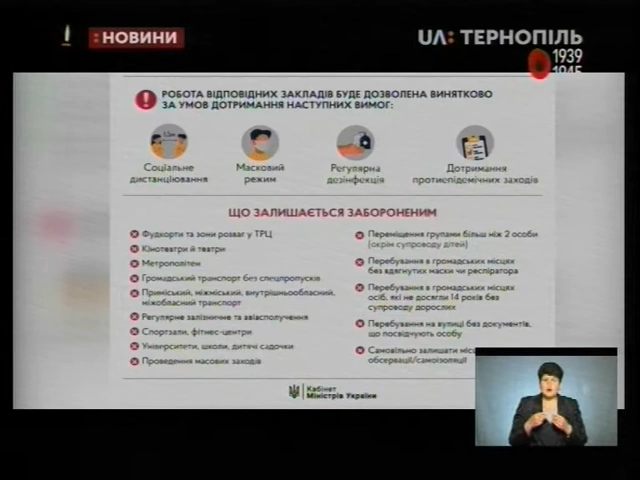 НОВИНИ
UA: ТЕРНОПІЛЬ
1939
1945
РОБОТА ВІДПОВІДНИХ ЗАКЛАДІВ БУДЕ ДОЗВОЛЕНА ВИНЯТКОВО
ЗА УМОВ ДОТРИМАННЯ НАСТУПНИХ ВИМОГ:
Соціальне
дистанціювання
Масковий
режим
Регулярна
дезінфекція
Дотримання
протиепідемічних заходів
ЩО ЗАЛИШАЄТЬСЯ ЗАБОРОНЕНИМ
Фудкорти та зони розваг у ТРЦ
Кінотеатри й театри
Метрополітен
Громадський транспорт без спецпропусків
Приміський, міжміський, внутрішньообласний,
міжобласний транспорт
Регулярне залізничне та авіасполучення
Спортзали, фітнес-центри
Університети, школи, дитячі садочки
Проведення масових заходів
Переміщення групами більш ніж 2 особи
(окрім супроводу дітей)
Перебування в громадських місцях
без вдягнутих маски чи респіратора
Перебування в громадських місцях
осіб, які не досягли 14 років без
супроводу дорослих
Перебування на вулиці без документів,
що посвідчують особу
Самовільно залишати
обсервації/самоізоляції
Кабінет
Міністрів України